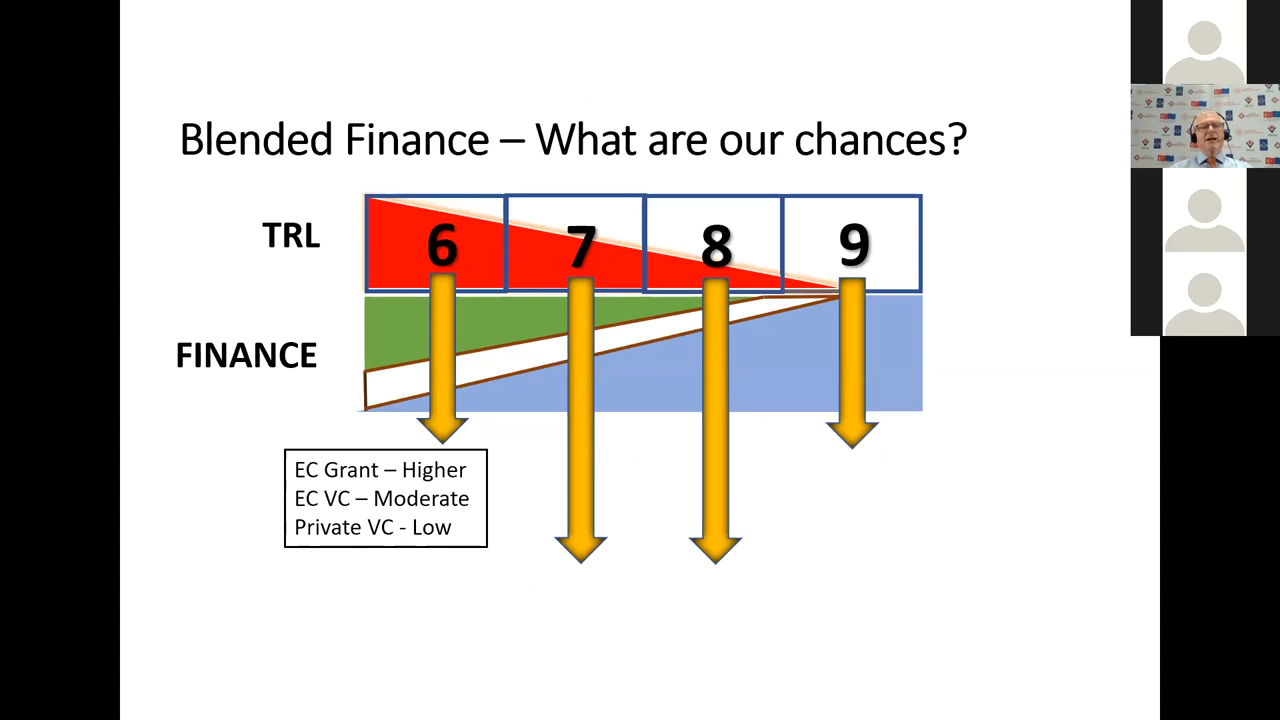 Blended Finance – What are our chances?
TRL
6
7
8
9
FINANCE
EC Grant – Higher
EC VC – Moderate
Private VC - Low